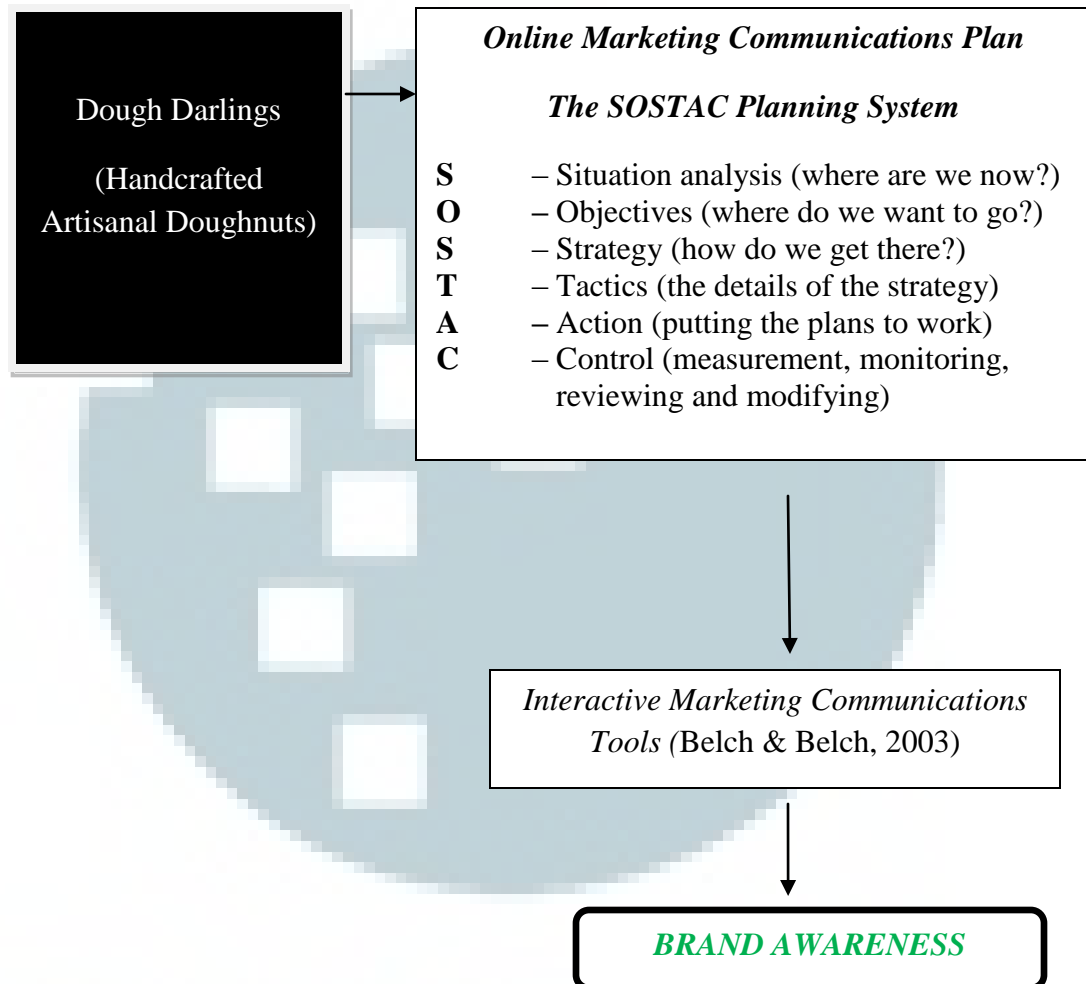 Dough Darlings
(Handcrafted
Artisanal Doughnuts)
Online Marketing Communications Plan
The SOSTAC Planning System
S – Situation analysis (where are we now?)
O – Objectives (where do we want to go?)
S – Strategy (how do we get there?)
T – Tactics (the details of the strategy)
A – Action (putting the plans to work)
C – Control (measurement, monitoring,
reviewing and modifying)
Interactive Marketing Communications
Tools (Belch & Belch, 2003)
BRAND AWARENESS